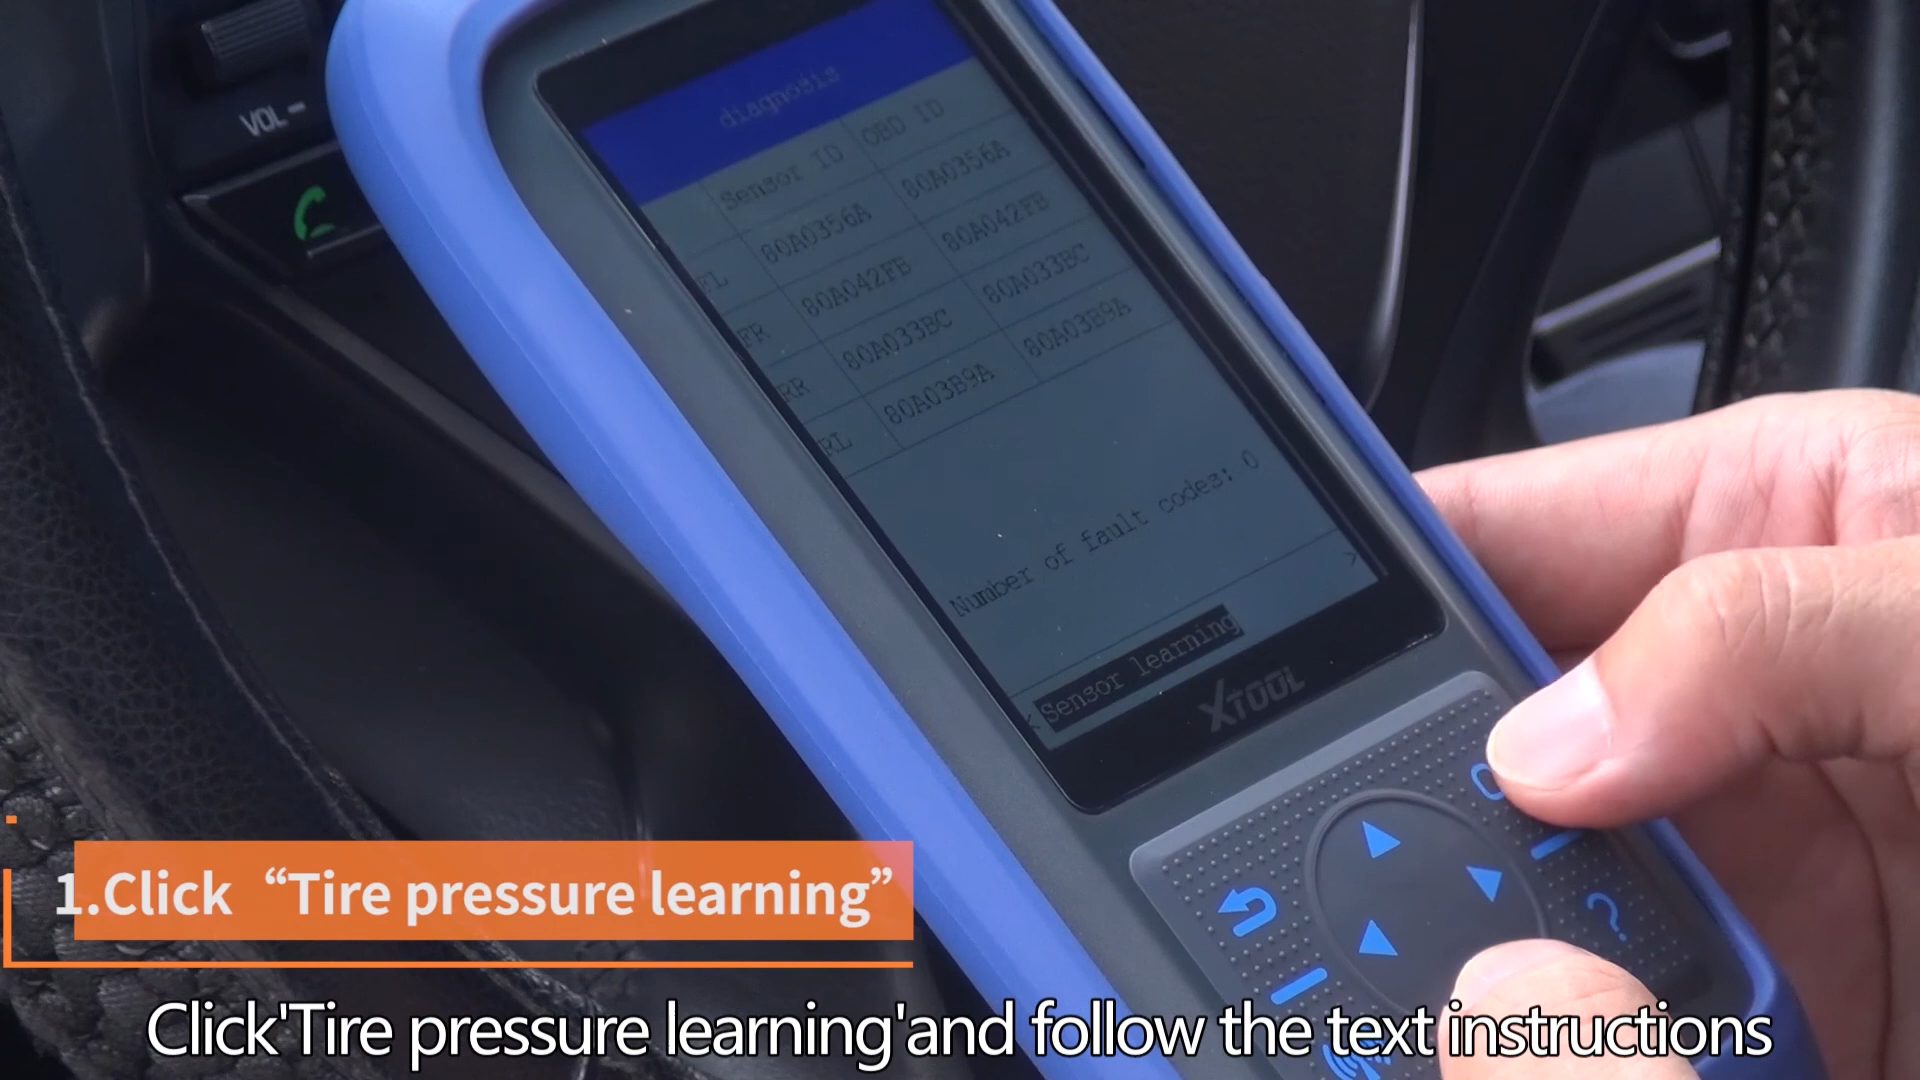 VOL -
diagnosis
Sensor ID OBD ID
FL 80A0356A 80A0356A
FR 80A042FB 80A042FB
RR 80A033BC 80A033BC
RL 80A03B9A 80A03B9A
Number of fault codes: 0
< Sensor learning >
XTOOL
?
1.Click “Tire pressure learning”
Click'Tire pressure learning'and follow the text instructions